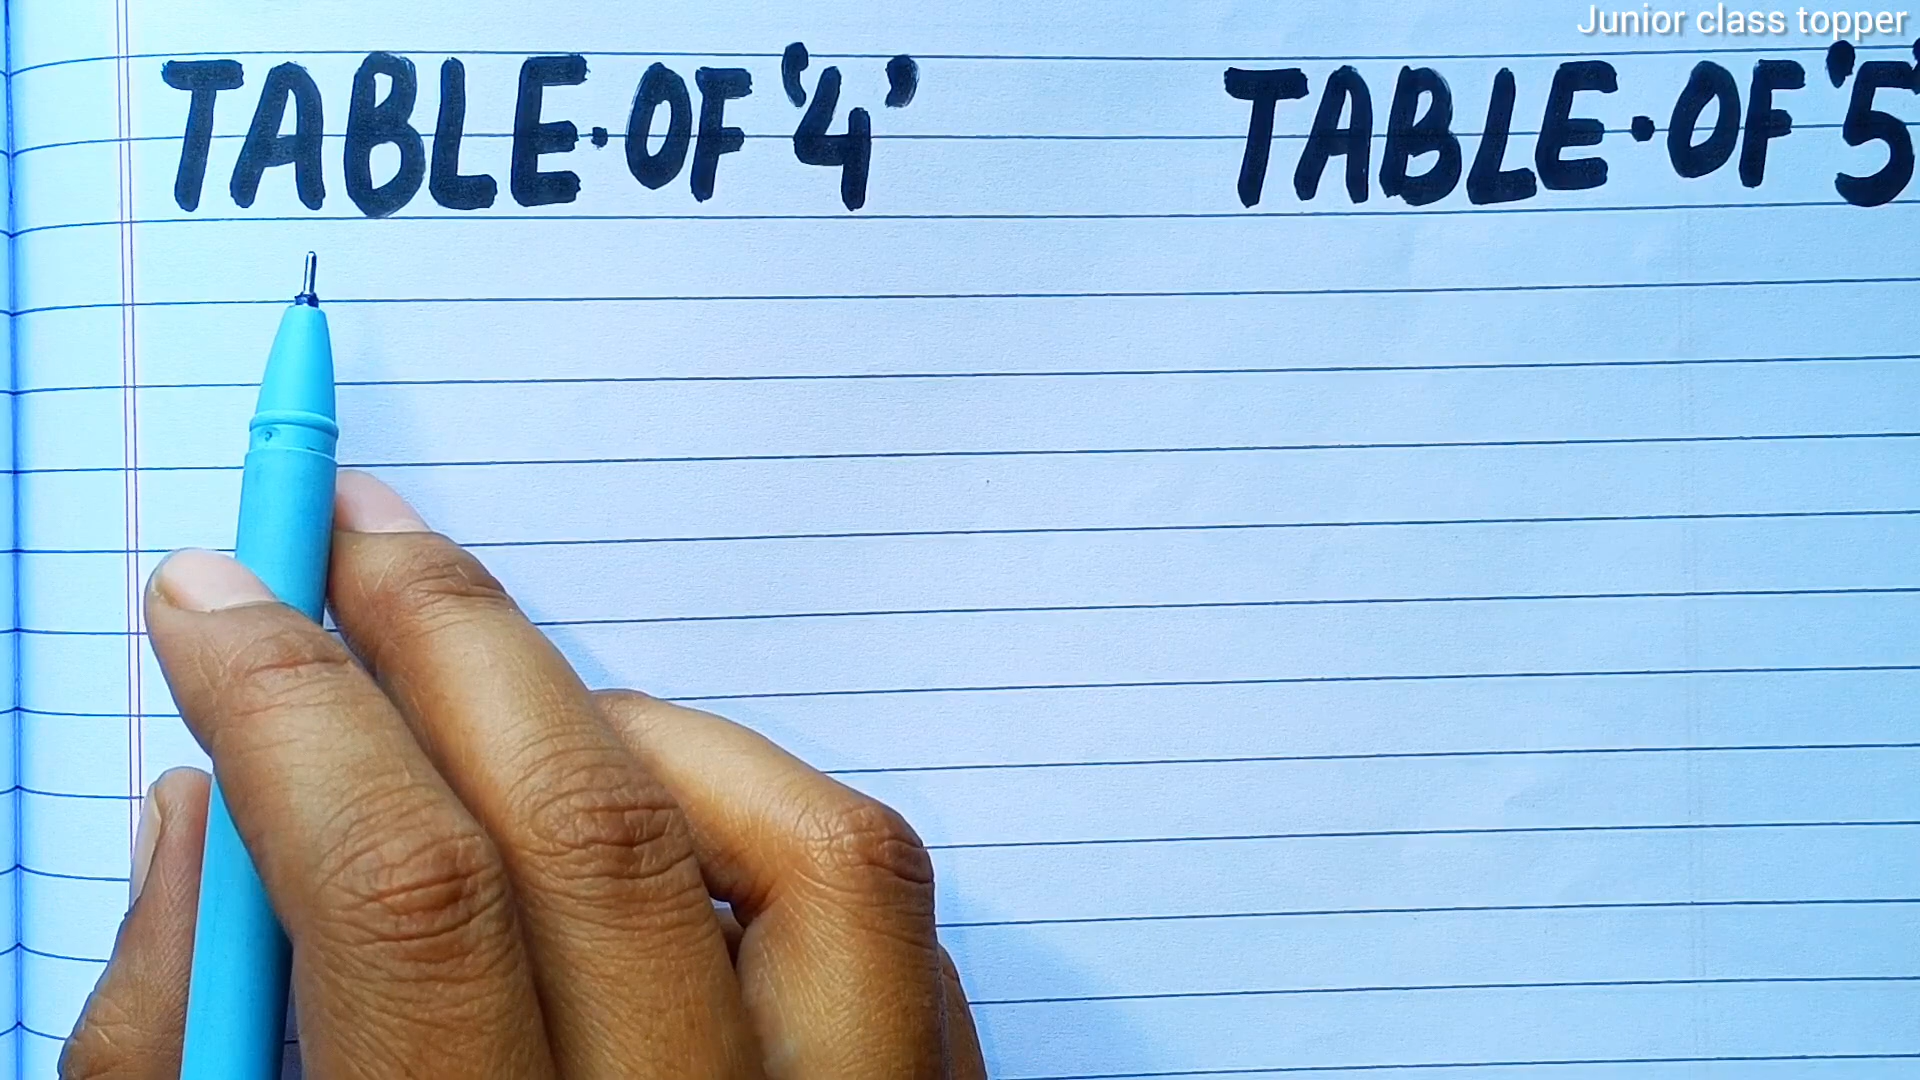 Junior class topper
TABLE.OF '4'
TABLE.OF '5'